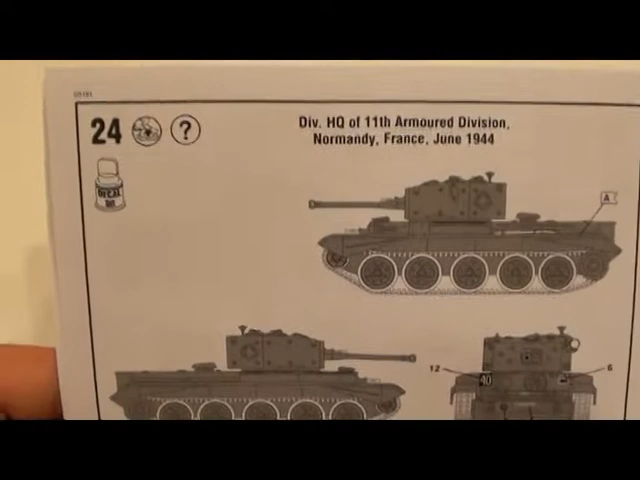 24 ?
Div. HQ of 11th Armoured Division,
Normandy, France, June 1944
DECAL
A
12
6
40